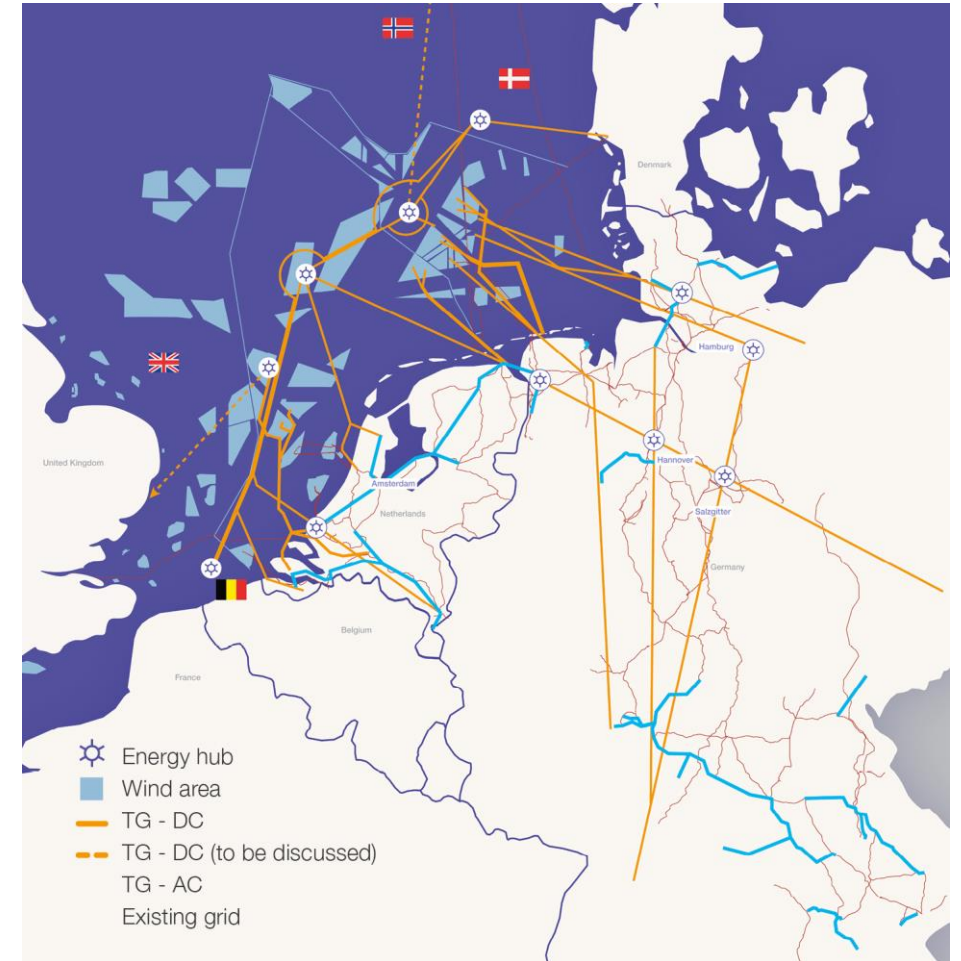 Denmark
Hamburg
United Kingdom
Hannover
Amsterdam
Netherlands
Salzgitter
Germany
Belgium
France
Energy hub
Wind area
TG - DC
TG - DC (to be discussed)
TG - AC
Existing grid